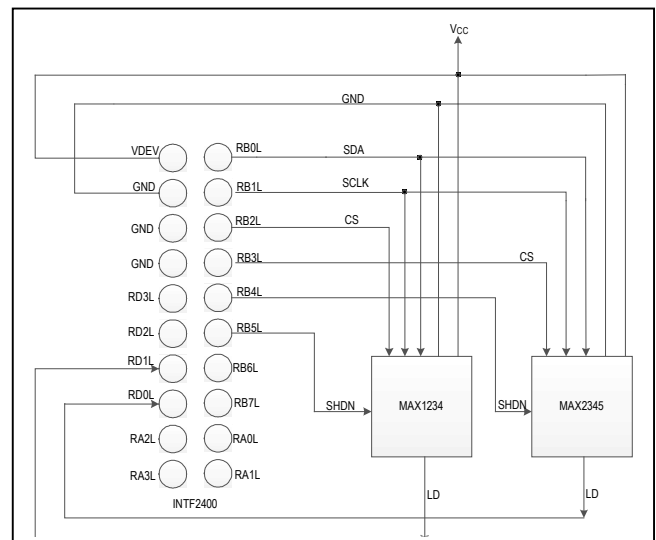 VCC
GND
VDEV RB0L SDA
GND RB1L SCLK
GND RB2L CS
GND RB3L CS
RD3L RB4L
RD2L RB5L
RD1L RB6L
RD0L RB7L SHDN MAX1234 SHDN MAX2345
RA2L RA0L
RA3L RA1L
LD LD
INTF2400